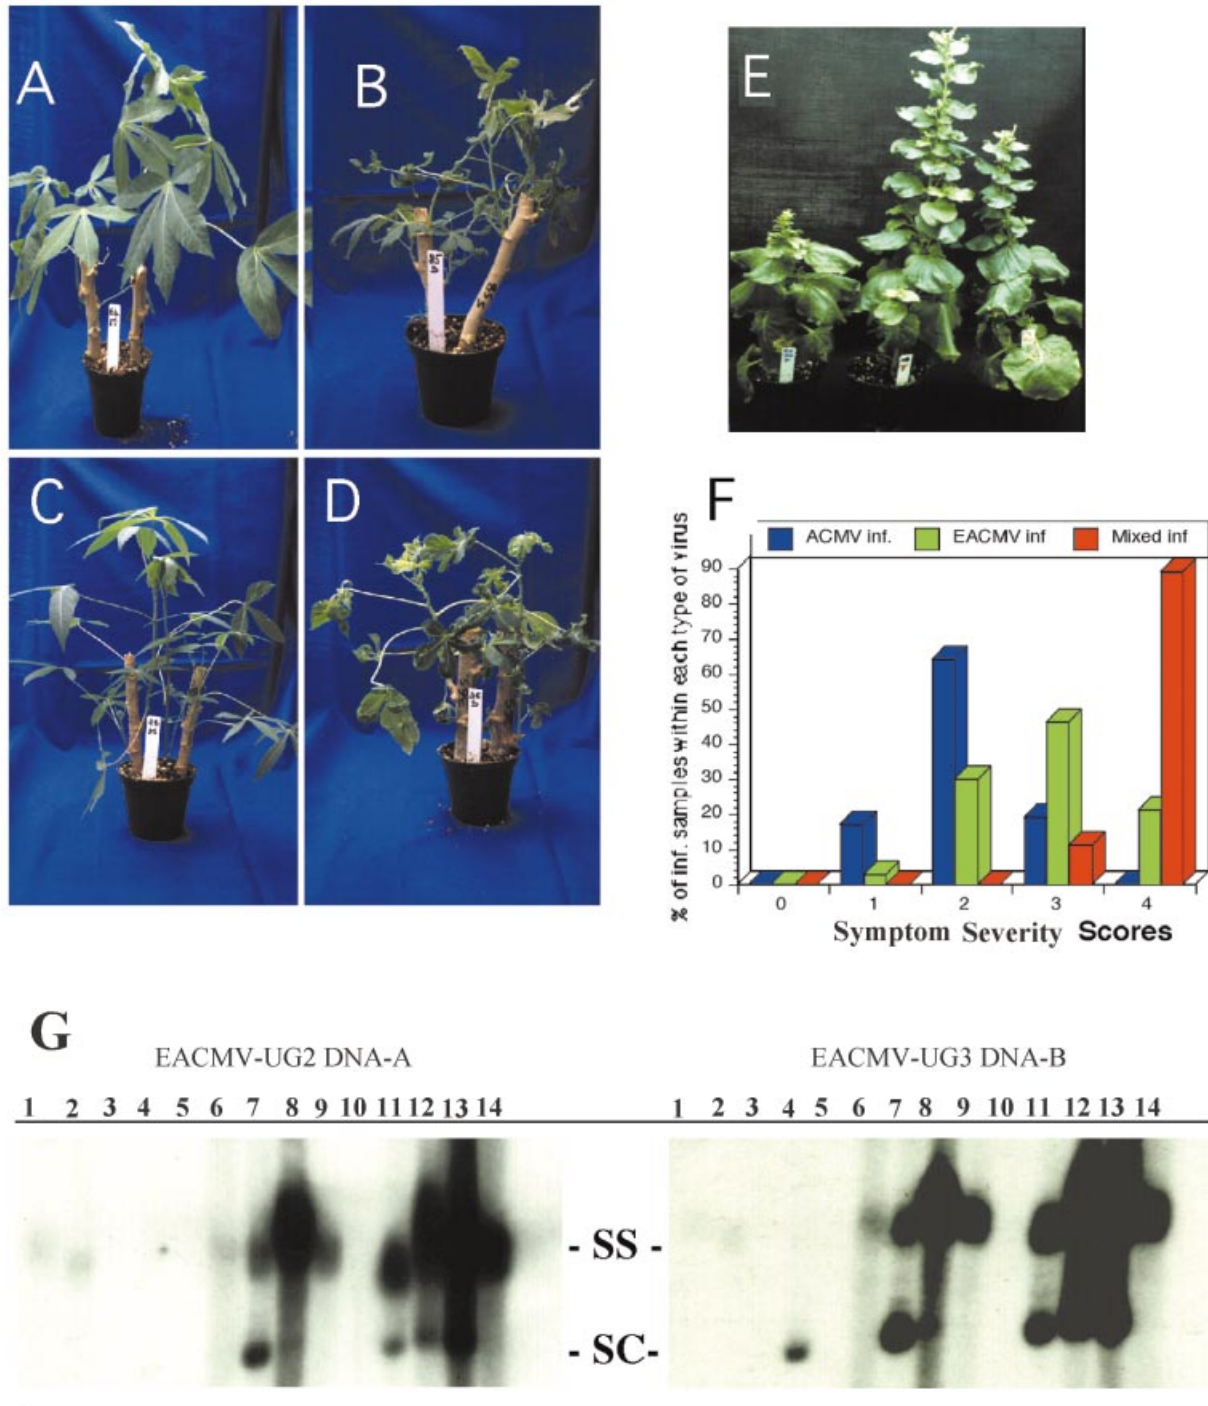 A
B
E
C
D
F
ACMV inf.
EACMV inf
Mixed inf
% of inf. samples within each type of virus
90
80
70
60
50
40
30
20
10
0
0 1 2 3 4
Symptom Severity Scores
G
EACMV-UG2 DNA-A
EACMV-UG3 DNA-B
1 2 3 4 5 6 7 8 9 10 11 12 13 14
1 2 3 4 5 6 7 8 9 10 11 12 13 14
- SS -
- SC-